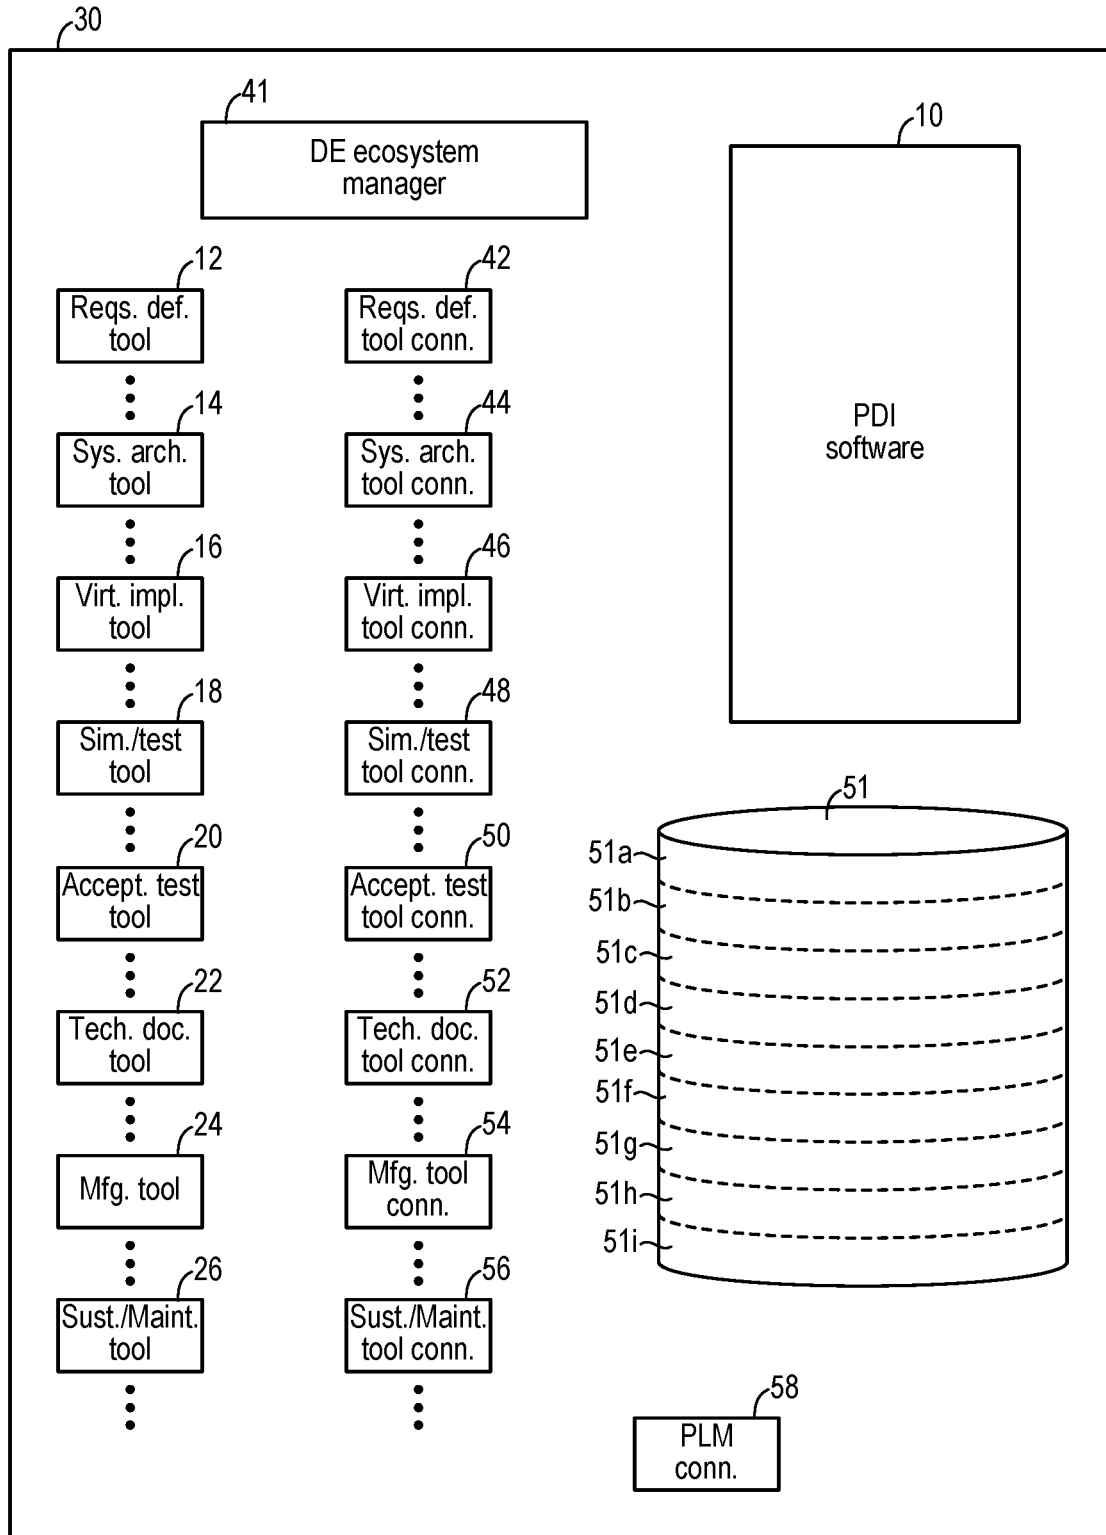 30
41
DE ecosystem
manager
10
PDI
software
12
Reqs. def.
tool
42
Reqs. def.
tool conn.
14
Sys. arch.
tool
44
Sys. arch.
tool conn.
16
Virt. impl.
tool
46
Virt. impl.
tool conn.
18
Sim./test
tool
48
Sim./test
tool conn.
20
Accept. test
tool
50
Accept. test
tool conn.
22
Tech. doc.
tool
52
Tech. doc.
tool conn.
24
Mfg. tool
54
Mfg. tool
conn.
26
Sust./Maint.
tool
56
Sust./Maint.
tool conn.
51
51a
51b
51c
51d
51e
51f
51g
51h
51i
58
PLM
conn.